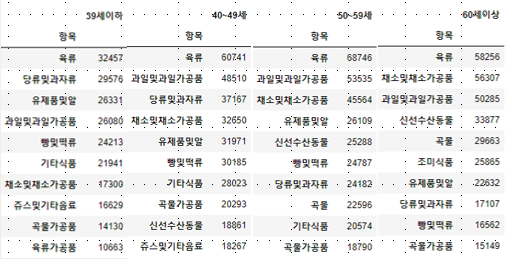 39세이하 40~49세 50~59세 60세이상
항목 항목 항목 항목
육류 32457 육류 60741 육류 68746 육류 58256
당류및과자류 29576 과일및과일가공품 48510 과일및과일가공품 53535 채소및채소가공품 56307
유제품및알 26331 당류및과자류 37167 채소및채소가공품 45564 과일및과일가공품 50285
과일및과일가공품 26080 채소및채소가공품 32650 유제품및알 26109 신선수산동물 33877
빵및떡류 24213 유제품및알 31971 신선수산동물 25288 곡물 29663
기타식품 21941 빵및떡류 30185 빵및떡류 24787 조미식품 25865
채소및채소가공품 17300 기타식품 28023 당류및과자류 24182 유제품및알 22632
쥬스및기타음료 16629 곡물가공품 20293 곡물 22596 당류및과자류 17107
곡물가공품 14130 신선수산동물 18861 기타식품 20574 빵및떡류 16562
육류가공품 10663 쥬스및기타음료 18267 곡물가공품 18790 곡물가공품 15149